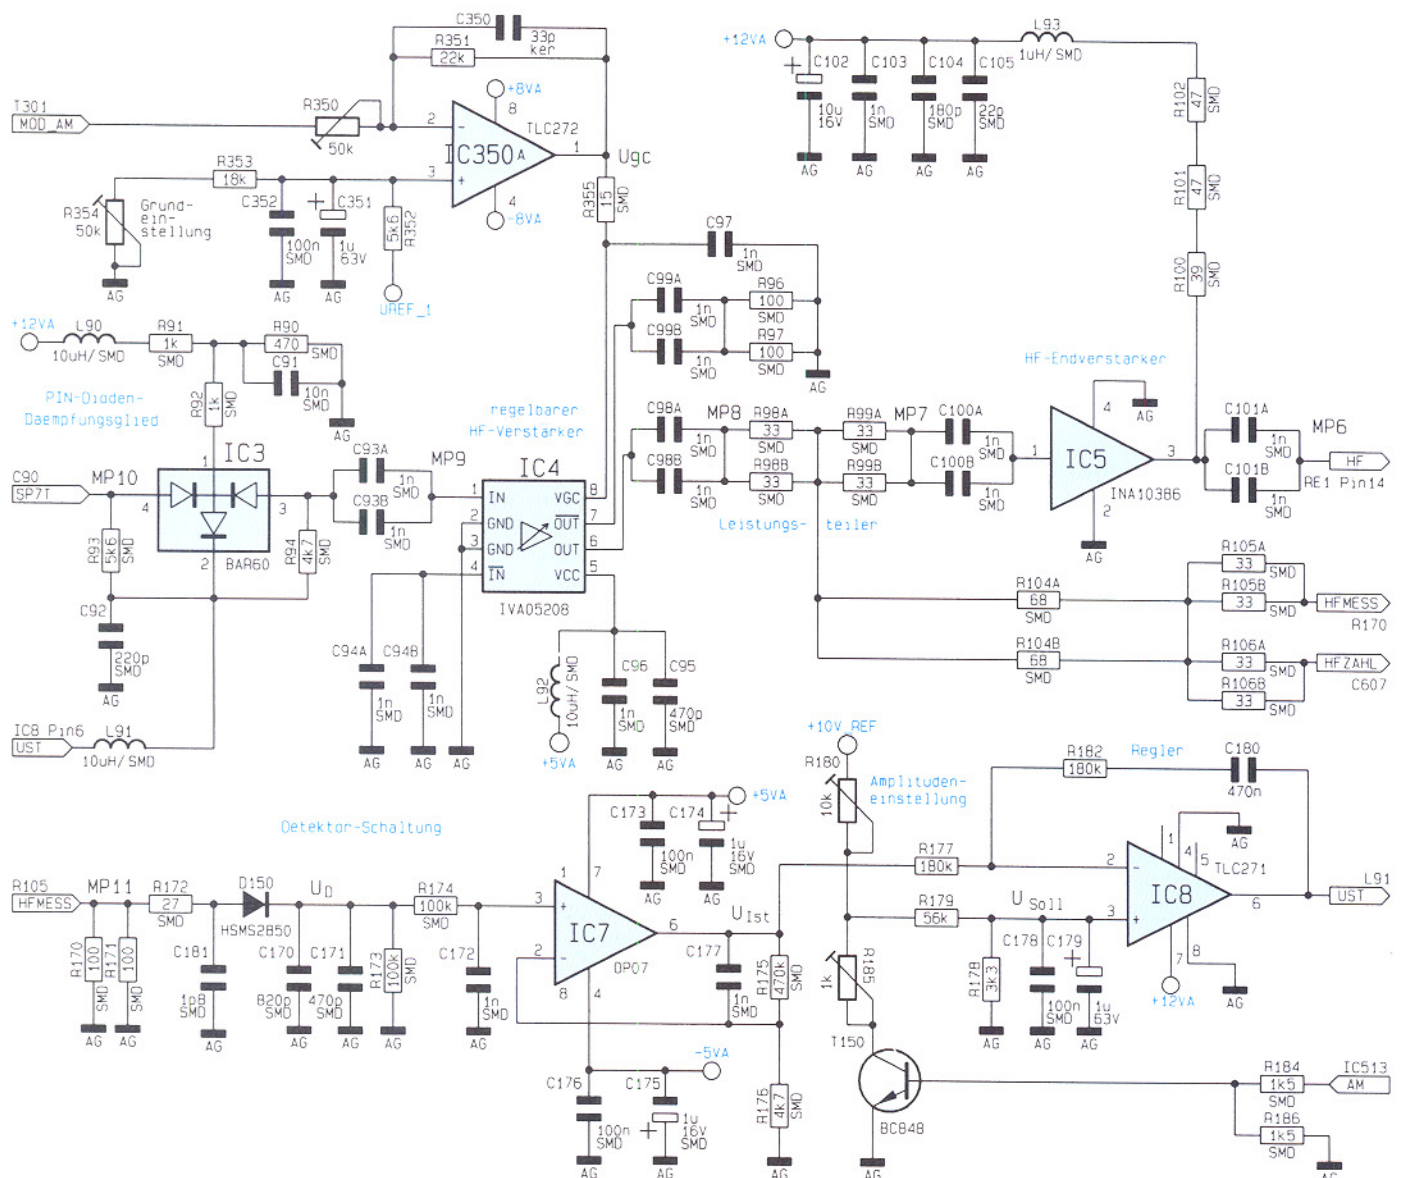 C350
33p
ker
R351
22k
+8VA
8
T301
MOD_AM
R350
50k
2
TLC272
IC350 A
1
Ugc
3
4
-8VA
R353
18k
R354
50k
Grund-
ein-
stellung
C352
100n
SMD
C351
1u
63V
5k6
R352
UREF_1
R355
15
SMD
AG
AG
AG
+12VA
C102
10u
16V
C103
1n
SMD
C104
180p
SMD
C105
22p
SMD
L93
1uH/SMD
AG
AG
AG
AG
R102
47
SMD
R101
47
SMD
R100
39
SMD
C97
1n
SMD
C99A
1n
SMD
R96
100
SMD
C99B
1n
SMD
R97
100
SMD
AG
+12VA
L90
10uH/SMD
R91
1k
SMD
R90
470
SMD
C91
10n
SMD
AG
R92
1k
SMD
PIN-Dioden-
Daempfungsglied
IC3
1
4
3
2
BAR60
C90
SP7T
MP10
R93
5k6
SMD
R94
4k7
SMD
C92
220p
SMD
AG
IC8 Pin6
UST
L91
10uH/SMD
C93A
1n
SMD
C93B
1n
SMD
MP9
regelbarer
HF-Verstärker
IC4
1
IN
2
GND
3
GND
4
IN
VGC
8
OUT
7
OUT
6
VCC
5
IVA05208
C94A
1n
SMD
C94B
1n
SMD
AG
AG
AG
L92
10uH/SMD
+5VA
C96
1n
SMD
C95
470p
SMD
AG
AG
C98A
1n
SMD
C98B
1n
SMD
MP8
R98A
33
SMD
R98B
33
SMD
R99A
33
SMD
R99B
33
SMD
MP7
Leistungs-teiler
C100A
1n
SMD
C100B
1n
SMD
HF-Endverstärker
IC5
1
2
3
4
INA10386
AG
AG
C101A
1n
SMD
C101B
1n
SMD
MP6
HF
RE1 Pin14
R104A
68
SMD
R104B
68
SMD
R105A
33
SMD
R105B
33
SMD
HFMESS
R170
R106A
33
SMD
R106B
33
SMD
HFZAHL
C607
Detektor-Schaltung
R105
HFMESS
MP11
R170
100
SMD
R171
100
SMD
R172
27
SMD
C181
1p8
SMD
D150
HSMS2850
U_D
C170
820p
SMD
C171
470p
SMD
R173
100k
SMD
R174
100k
SMD
C172
1n
SMD
AG
AG
AG
AG
AG
AG
AG
IC7
1
7
3
2
6
8
4
OP07
C173
100n
SMD
C174
1u
16V
SMD
+5VA
AG
AG
U_Ist
C177
1n
SMD
R175
470k
SMD
R176
4k7
SMD
AG
-5VA
C176
100n
SMD
C175
1u
16V
SMD
AG
AG
+10V_REF
R180
10k
Amplituden-
einstellung
R185
1k
T150
BC848
AG
R177
180k
R179
56k
R182
180k
Regler
C180
470n
U_Soll
R178
3k3
C178
100n
SMD
C179
1u
63V
AG
AG
AG
IC8
TLC271
1
4
5
2
3
6
7
8
+12VA
AG
AG
L91
UST
R184
1k5
SMD
IC513
AM
R186
1k5
SMD
AG